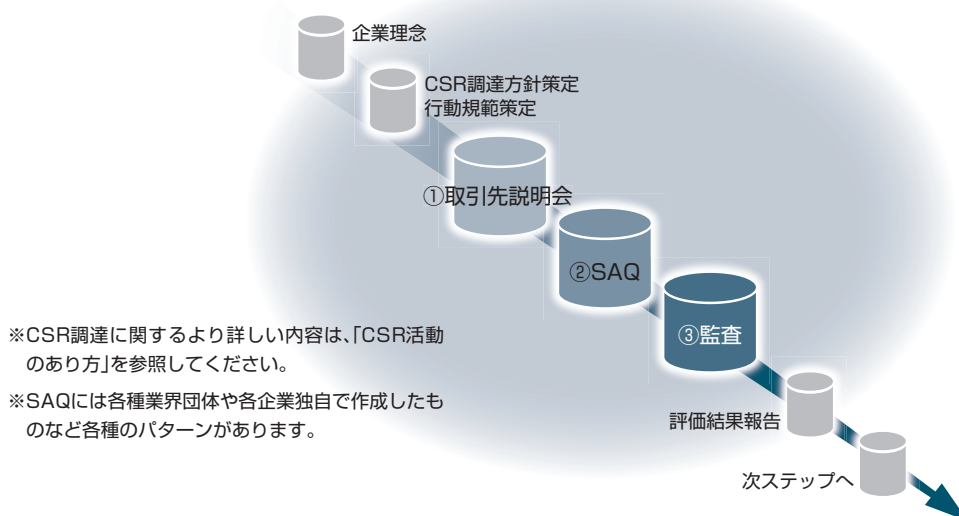 企業理念
CSR調達方針策定
行動規範策定
①取引先説明会
②SAQ
③監査
※CSR調達に関するより詳しい内容は、「CSR活動
のあり方」を参照してください。
※SAQには各種業界団体や各企業独自で作成したも
のなど各種のパターンがあります。
評価結果報告
次ステップへ